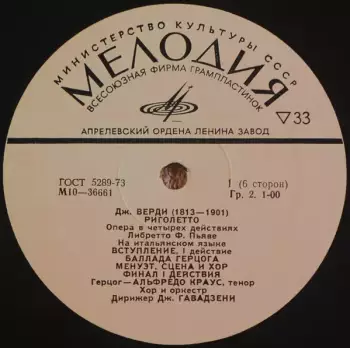 МИНИСТЕРСТВО КУЛЬТУРЫ СССР
МЕЛОДИЯ
ВСЕСОЮЗНАЯ ФИРМА ГРАМПЛАСТИНОК
АПРЕЛЕВСКИЙ ОРДЕНА ЛЕНИНА ЗАВОД
▽33
ГОСТ 5289-73
М10—36661
I (6 сторон)
Гр. 2. 1-00
Дж. ВЕРДИ (1813—1901)
РИГОЛЕТТО
Опера в четырех действиях
Либретто Ф. Пьяве
На итальянском языке
ВСТУПЛЕНИЕ, I действие
БАЛЛАДА ГЕРЦОГА
МЕНУЭТ, СЦЕНА И ХОР
ФИНАЛ I ДЕЙСТВИЯ
Герцог—АЛЬФРЕДО КРАУС, тенор
Хор и оркестр
Дирижер Дж. ГАВАДЗЕНИ